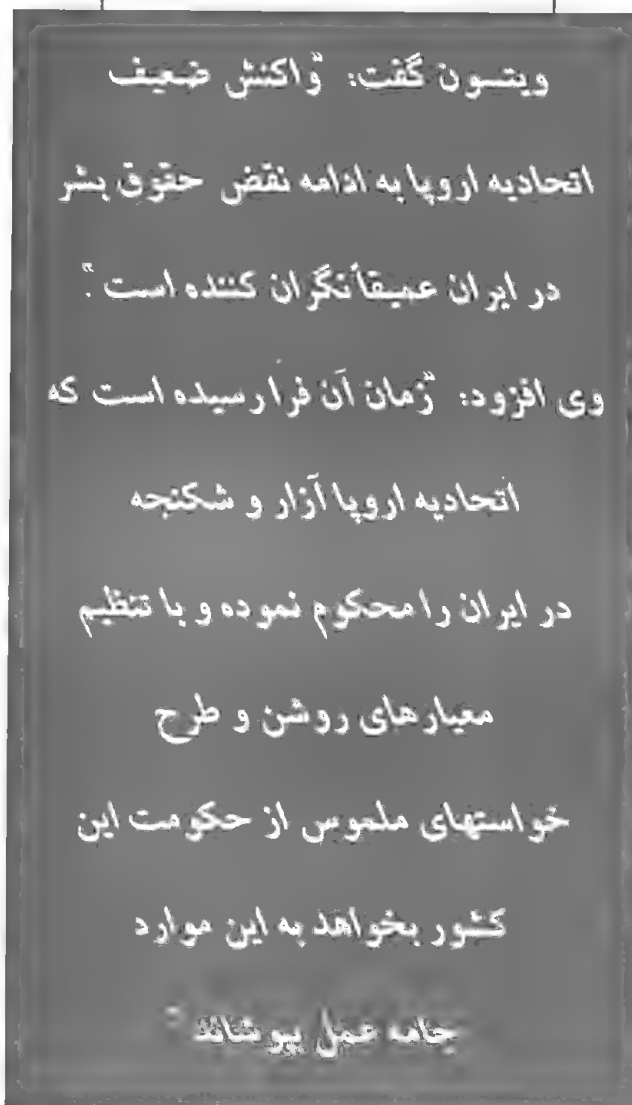 ویتسون گفت: "واکنش ضعیف
اتحادیه اروپا به ادامه نقض حقوق بشر
در ایران عمیقاً نگران کننده است".
وی افزود: "زمان آن فرا رسیده است که
اتحادیه اروپا آزار و شکنجه
در ایران را محکوم نموده و با تنظیم
معیارهای روشن و طرح
خواستهای ملموس از حکومت این
کشور بخواهد به این موارد
جامه عمل بپوشاند"